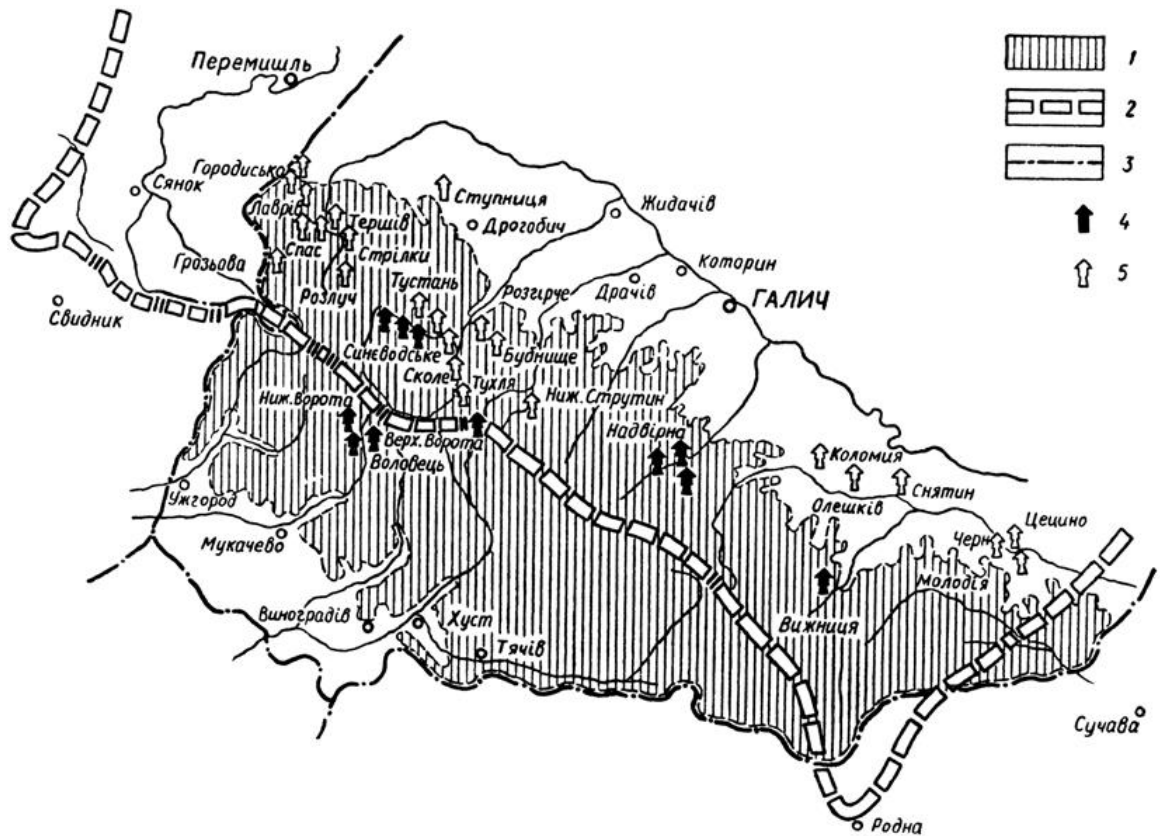 Перемишль
1
2
3
4
5
Городисько
Сянок
Ступниця
Лаврів
Тершів
Дрогобич
Жидачів
Спас
Стрілки
Грозьова
Тустань
Которин
Розлуч
Розгірче
Драчів
ГАЛИЧ
Свидник
Синєводське
Бубнище
Сколе
Тухля
Ниж. Струтин
Ниж. Ворота
Верх. Ворота
Надвірна
Воловець
Коломия
Снятин
Ужгород
Олешків
Цецино
Черн
Мукачево
Молодія
Виноградів
Хуст
Вижниця
Тячів
Сучава
Родна